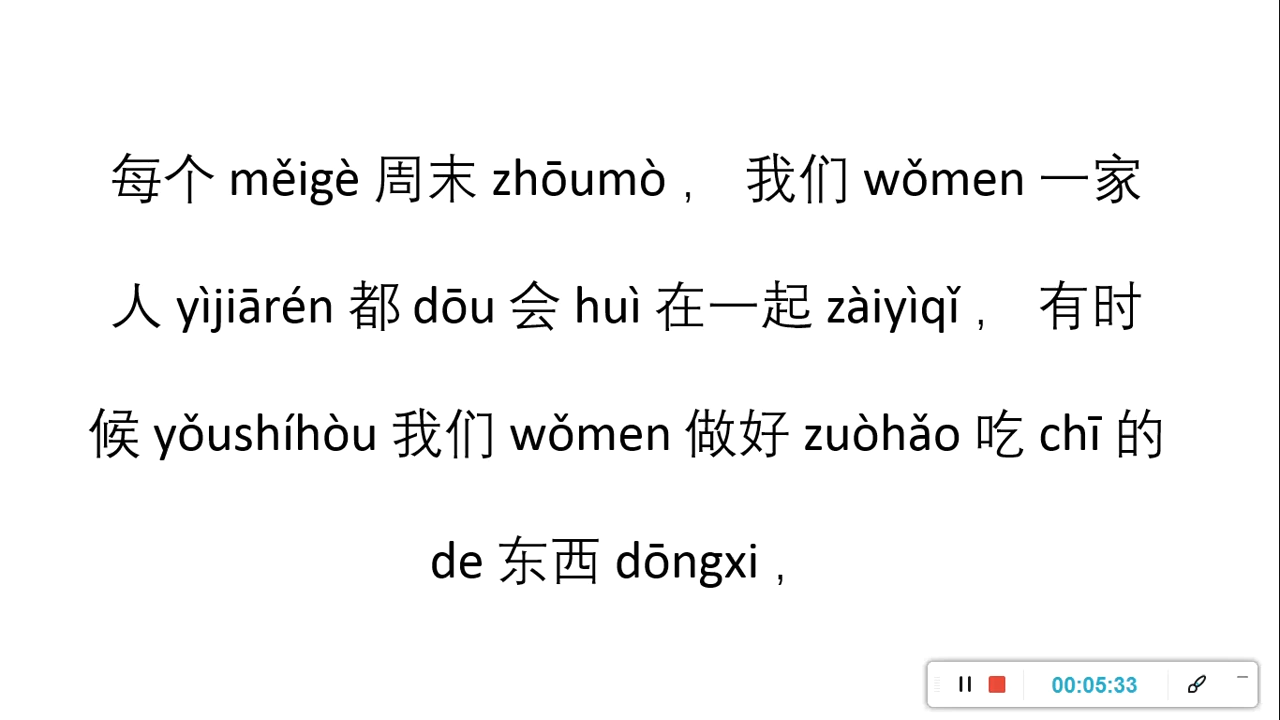 每个 měigè 周末 zhōumò， 我们 wǒmen 一家
人 yìjiārén 都 dōu 会 huì 在一起 zàiyìqǐ， 有时
候 yǒushíhòu 我们 wǒmen 做好 zuòhǎo 吃 chī 的
de 东西 dōngxi，
00:05:33